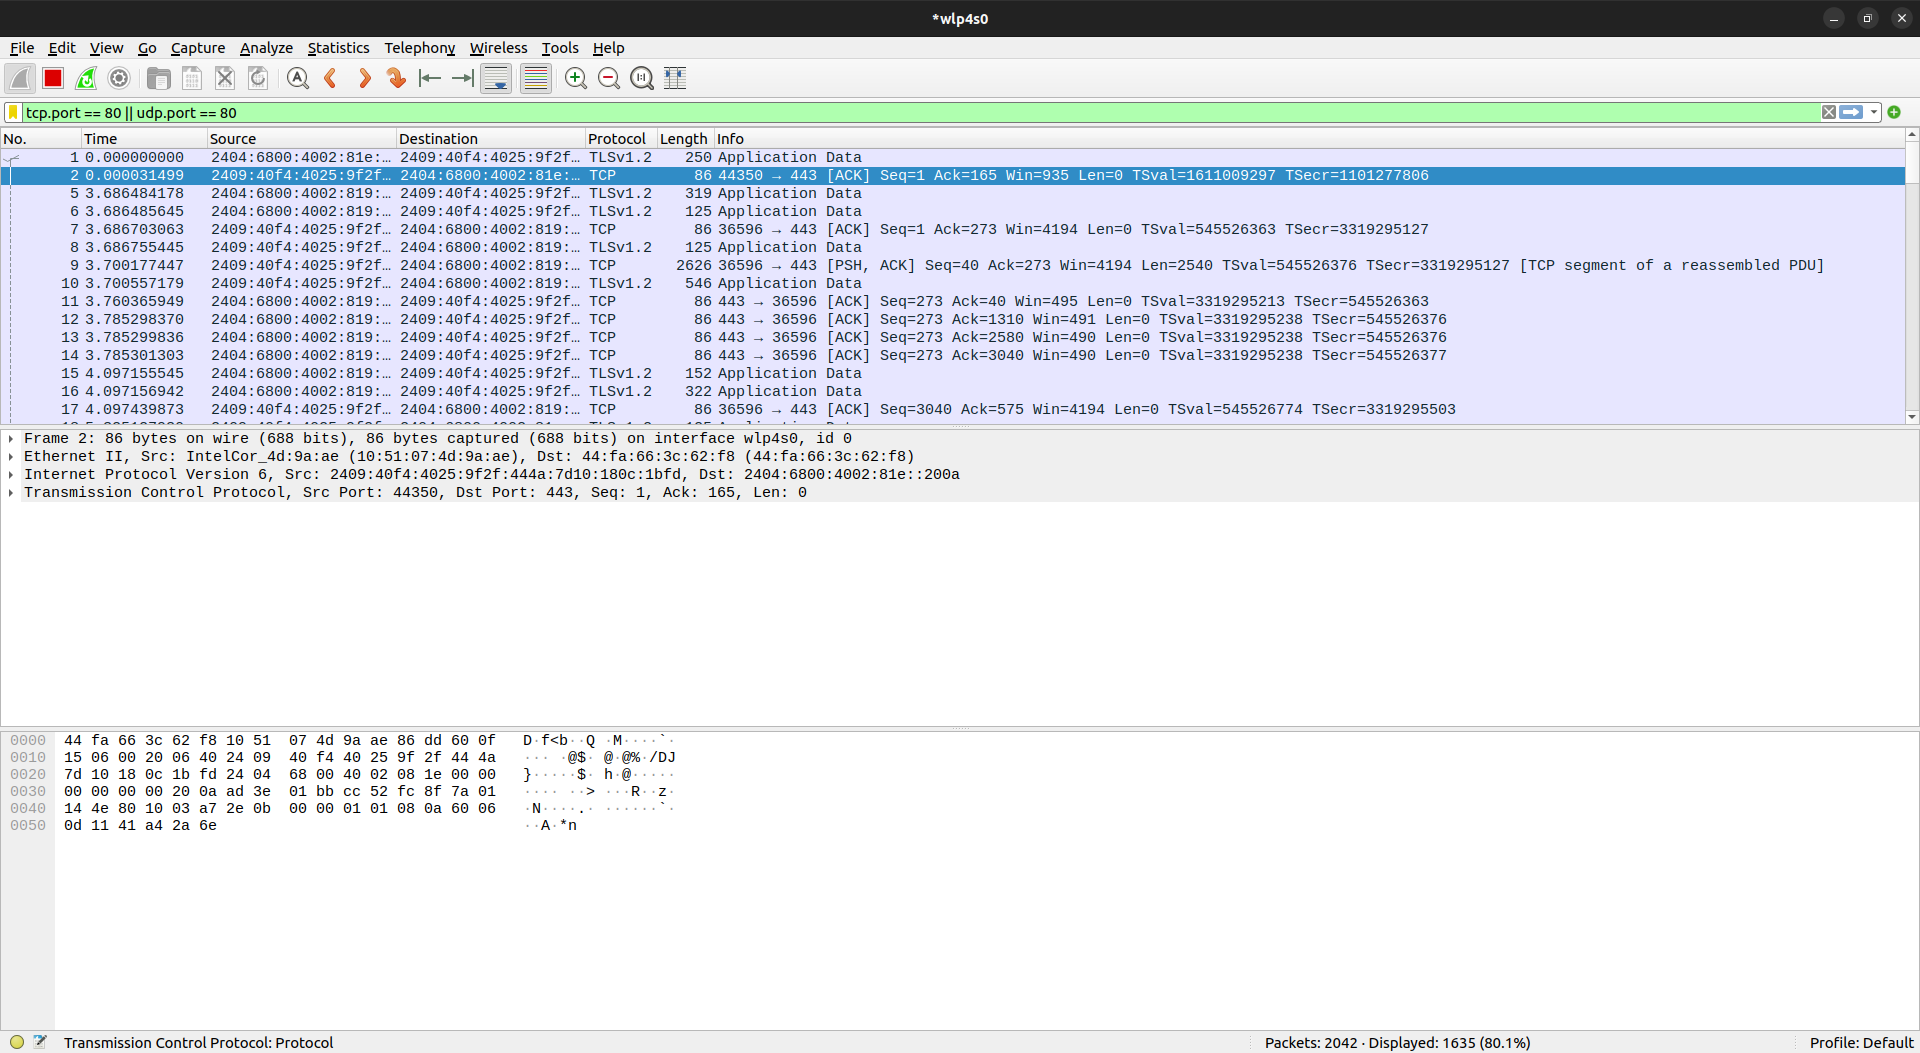 *wlp4s0
File Edit View Go Capture Analyze Statistics Telephony Wireless Tools Help
tcp.port == 80 || udp.port == 80
No. Time Source Destination Protocol Length Info
1 0.000000000 2404:6800:4002:81e:… 2409:40f4:4025:9f2f… TLSv1.2 250 Application Data
2 0.000031499 2409:40f4:4025:9f2f… 2404:6800:4002:81e:… TCP 86 44350 → 443 [ACK] Seq=1 Ack=165 Win=935 Len=0 TSval=1611009297 TSecr=1101277806
5 3.686484178 2404:6800:4002:819:… 2409:40f4:4025:9f2f… TLSv1.2 319 Application Data
6 3.686485645 2404:6800:4002:819:… 2409:40f4:4025:9f2f… TLSv1.2 125 Application Data
7 3.686703063 2409:40f4:4025:9f2f… 2404:6800:4002:819:… TCP 86 36596 → 443 [ACK] Seq=1 Ack=273 Win=4194 Len=0 TSval=545526363 TSecr=3319295127
8 3.686755445 2409:40f4:4025:9f2f… 2404:6800:4002:819:… TLSv1.2 125 Application Data
9 3.700177447 2409:40f4:4025:9f2f… 2404:6800:4002:819:… TCP 2626 36596 → 443 [PSH, ACK] Seq=40 Ack=273 Win=4194 Len=2540 TSval=545526376 TSecr=3319295127 [TCP segment of a reassembled PDU]
10 3.700557179 2409:40f4:4025:9f2f… 2404:6800:4002:819:… TLSv1.2 546 Application Data
11 3.760365949 2404:6800:4002:819:… 2409:40f4:4025:9f2f… TCP 86 443 → 36596 [ACK] Seq=273 Ack=40 Win=495 Len=0 TSval=3319295213 TSecr=545526363
12 3.785298370 2404:6800:4002:819:… 2409:40f4:4025:9f2f… TCP 86 443 → 36596 [ACK] Seq=273 Ack=1310 Win=491 Len=0 TSval=3319295238 TSecr=545526376
13 3.785299836 2404:6800:4002:819:… 2409:40f4:4025:9f2f… TCP 86 443 → 36596 [ACK] Seq=273 Ack=2580 Win=490 Len=0 TSval=3319295238 TSecr=545526376
14 3.785301303 2404:6800:4002:819:… 2409:40f4:4025:9f2f… TCP 86 443 → 36596 [ACK] Seq=273 Ack=3040 Win=490 Len=0 TSval=3319295238 TSecr=545526377
15 4.097155545 2404:6800:4002:819:… 2409:40f4:4025:9f2f… TLSv1.2 152 Application Data
16 4.097156942 2404:6800:4002:819:… 2409:40f4:4025:9f2f… TLSv1.2 322 Application Data
17 4.097439873 2409:40f4:4025:9f2f… 2404:6800:4002:819:… TCP 86 36596 → 443 [ACK] Seq=3040 Ack=575 Win=4194 Len=0 TSval=545526774 TSecr=3319295503
Frame 2: 86 bytes on wire (688 bits), 86 bytes captured (688 bits) on interface wlp4s0, id 0
Ethernet II, Src: IntelCor_4d:9a:ae (10:51:07:4d:9a:ae), Dst: 44:fa:66:3c:62:f8 (44:fa:66:3c:62:f8)
Internet Protocol Version 6, Src: 2409:40f4:4025:9f2f:444a:7d10:180c:1bfd, Dst: 2404:6800:4002:81e::200a
Transmission Control Protocol, Src Port: 44350, Dst Port: 443, Seq: 1, Ack: 165, Len: 0
0000 44 fa 66 3c 62 f8 10 51 07 4d 9a ae 86 dd 60 0f D·f<b··Q ·M····`·
0010 15 06 00 20 06 40 24 09 40 f4 40 25 9f 2f 44 4a ··· ·@$· @·@%·/DJ
0020 7d 10 18 0c 1b fd 24 04 68 00 40 02 08 1e 00 00 }·····$· h·@·····
0030 00 00 00 00 20 0a ad 3e 01 bb cc 52 fc 8f 7a 01 ···· ··> ···R··z·
0040 14 4e 80 10 03 a7 2e 0b 00 00 01 01 08 0a 60 06 ·N····.· ······`·
0050 0d 11 41 a4 2a 6e ··A·*n
Transmission Control Protocol: Protocol Packets: 2042 · Displayed: 1635 (80.1%) Profile: Default